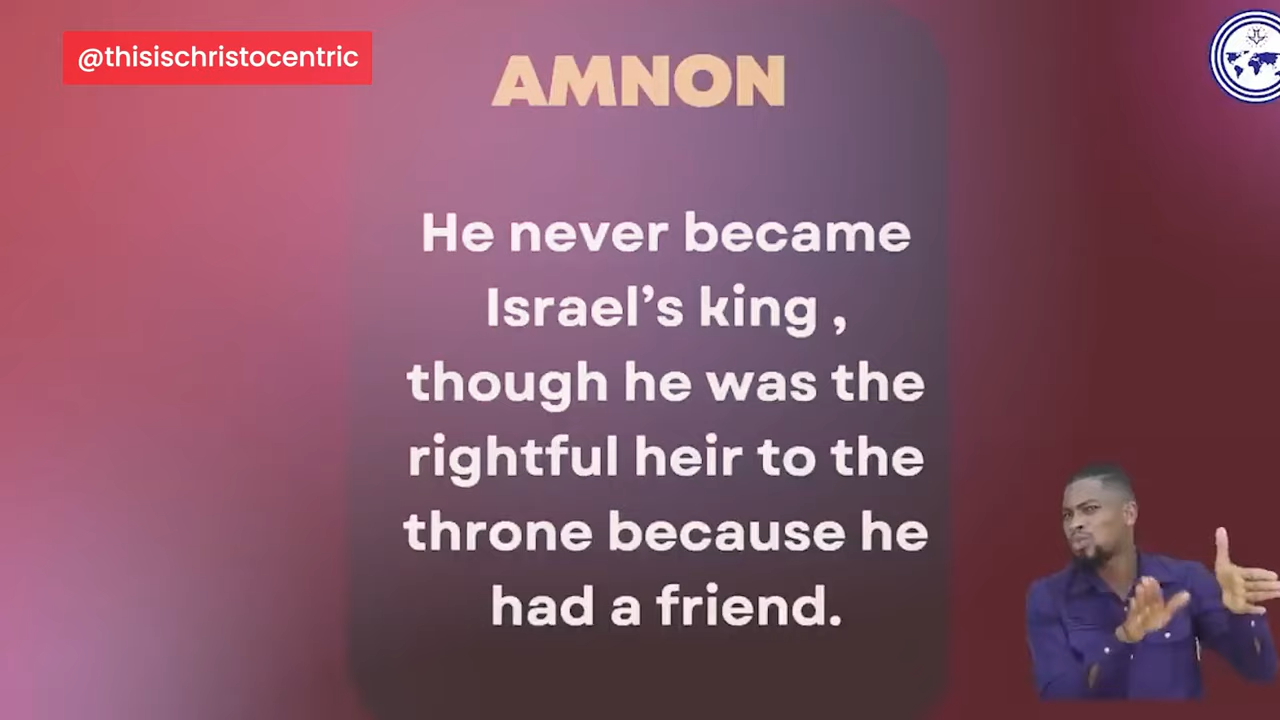 @thisischristocentric
AMNON
He never became
Israel’s king ,
though he was the
rightful heir to the
throne because he
had a friend.